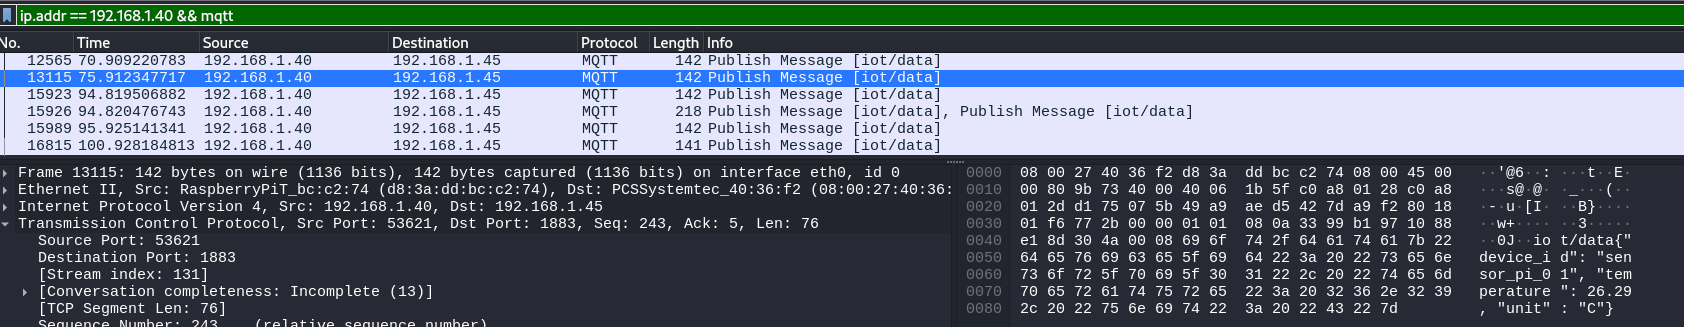 ip.addr == 192.168.1.40 && mqtt
No. Time Source Destination Protocol Length Info
12565 70.909220783 192.168.1.40 192.168.1.45 MQTT 142 Publish Message [iot/data]
13115 75.912347717 192.168.1.40 192.168.1.45 MQTT 142 Publish Message [iot/data]
15923 94.819506882 192.168.1.40 192.168.1.45 MQTT 142 Publish Message [iot/data]
15926 94.820476743 192.168.1.40 192.168.1.45 MQTT 218 Publish Message [iot/data], Publish Message [iot/data]
15989 95.925141341 192.168.1.40 192.168.1.45 MQTT 142 Publish Message [iot/data]
16815 100.928184813 192.168.1.40 192.168.1.45 MQTT 141 Publish Message [iot/data]
Frame 13115: 142 bytes on wire (1136 bits), 142 bytes captured (1136 bits) on interface eth0, id 0
Ethernet II, Src: RaspberryPiT_bc:c2:74 (d8:3a:dd:bc:c2:74), Dst: PCSSystemtec_40:36:f2 (08:00:27:40:36:
Internet Protocol Version 4, Src: 192.168.1.40, Dst: 192.168.1.45
Transmission Control Protocol, Src Port: 53621, Dst Port: 1883, Seq: 243, Ack: 5, Len: 76
Source Port: 53621
Destination Port: 1883
[Stream index: 131]
[Conversation completeness: Incomplete (13)]
[TCP Segment Len: 76]
Sequence Number: 243 (relative sequence number)
0000 08 00 27 40 36 f2 d8 3a dd bc c2 74 08 00 45 00 ··'@6··: ···t··E·
0010 00 80 9b 73 40 00 40 06 1b 5f c0 a8 01 28 c0 a8 ···s@·@· ·_···(··
0020 01 2d d1 75 07 5b 49 a9 ae d5 42 7d a9 f2 80 18 ·-·u·[I· ··B}····
0030 01 f6 77 2b 00 00 01 01 08 0a 33 99 b1 97 10 88 ··w+···· ··3·····
0040 e1 8d 30 4a 00 08 69 6f 74 2f 64 61 74 61 7b 22 ··0J··io t/data{"
0050 64 65 76 69 63 65 5f 69 64 22 3a 20 22 73 65 6e device_i d": "sen
0060 73 6f 72 5f 70 69 5f 30 31 22 2c 20 22 74 65 6d sor_pi_0 1", "tem
0070 70 65 72 61 74 75 72 65 22 3a 20 32 36 2e 32 39 perature ": 26.29
0080 2c 20 22 75 6e 69 74 22 3a 20 22 43 22 7d , "unit" : "C"}